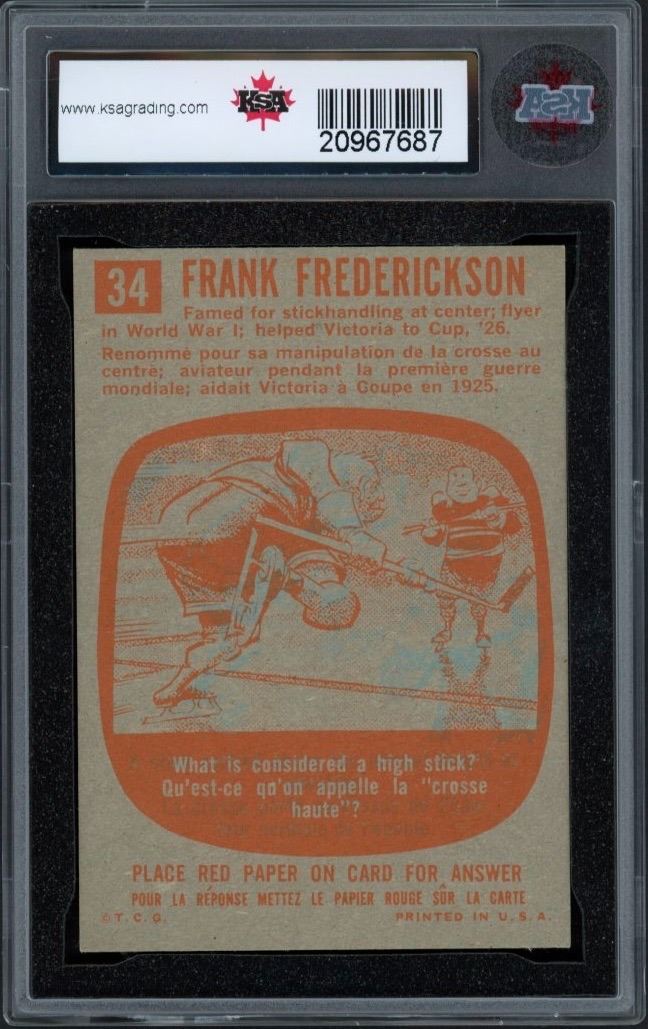 www.ksagrading.com
KSA
20967687
KSA
34 FRANK FREDERICKSON
Famed for stickhandling at center; flyer
in World War I; helped Victoria to Cup, '26.
Renommé pour sa manipulation de la crosse au
centre; aviateur pendant la première guerre
mondiale; aidait Victoria à Coupe en 1925.
What is considered a high stick?
Qu'est-ce qu'on appelle la "crosse
haute"?
PLACE RED PAPER ON CARD FOR ANSWER
POUR LA RÉPONSE METTEZ LE PAPIER ROUGE SÛR LA CARTE
©T.C.G. PRINTED IN U.S.A.